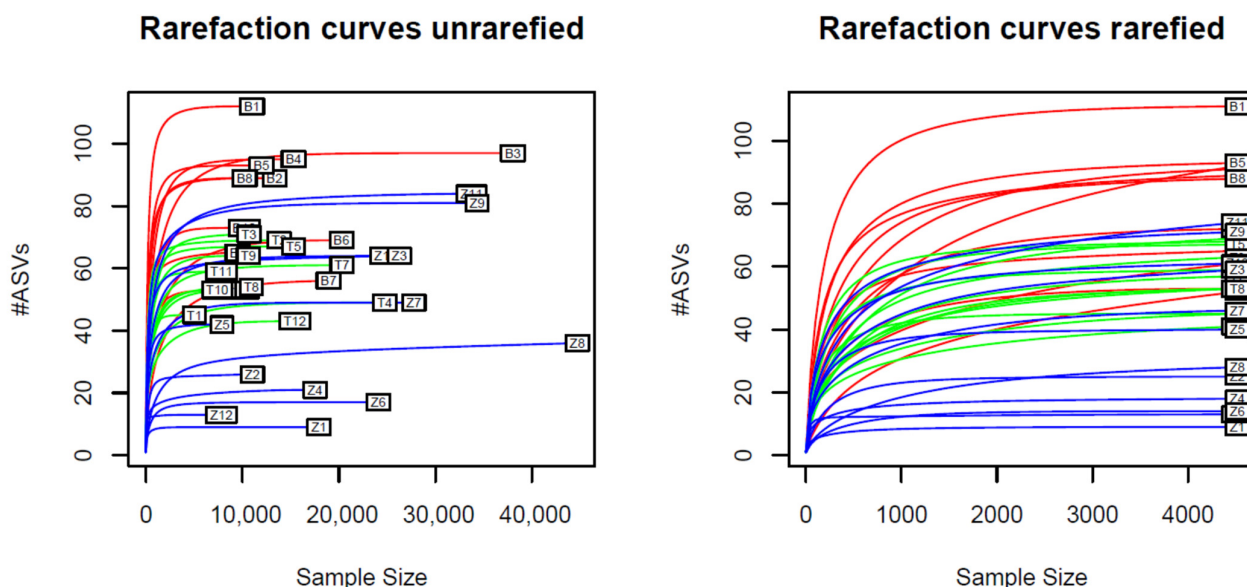 Rarefaction curves unrarefied
#ASVs
0
20
40
60
80
100
B1
B3
B4
B5
B2
B8
Z11
Z9
T3
B6
T5
T9
Z3
T7
T11
B7
T10
T8
T4
Z7
T1
Z5
T12
Z8
Z2
Z4
Z6
Z12
Z1
0
10,000
20,000
30,000
40,000
Sample Size
Rarefaction curves rarefied
#ASVs
0
20
40
60
80
100
B1
B5
B8
Z11
Z9
T5
Z3
T8
Z7
Z5
Z8
Z2
Z4
Z6
Z1
0
1000
2000
3000
4000
Sample Size